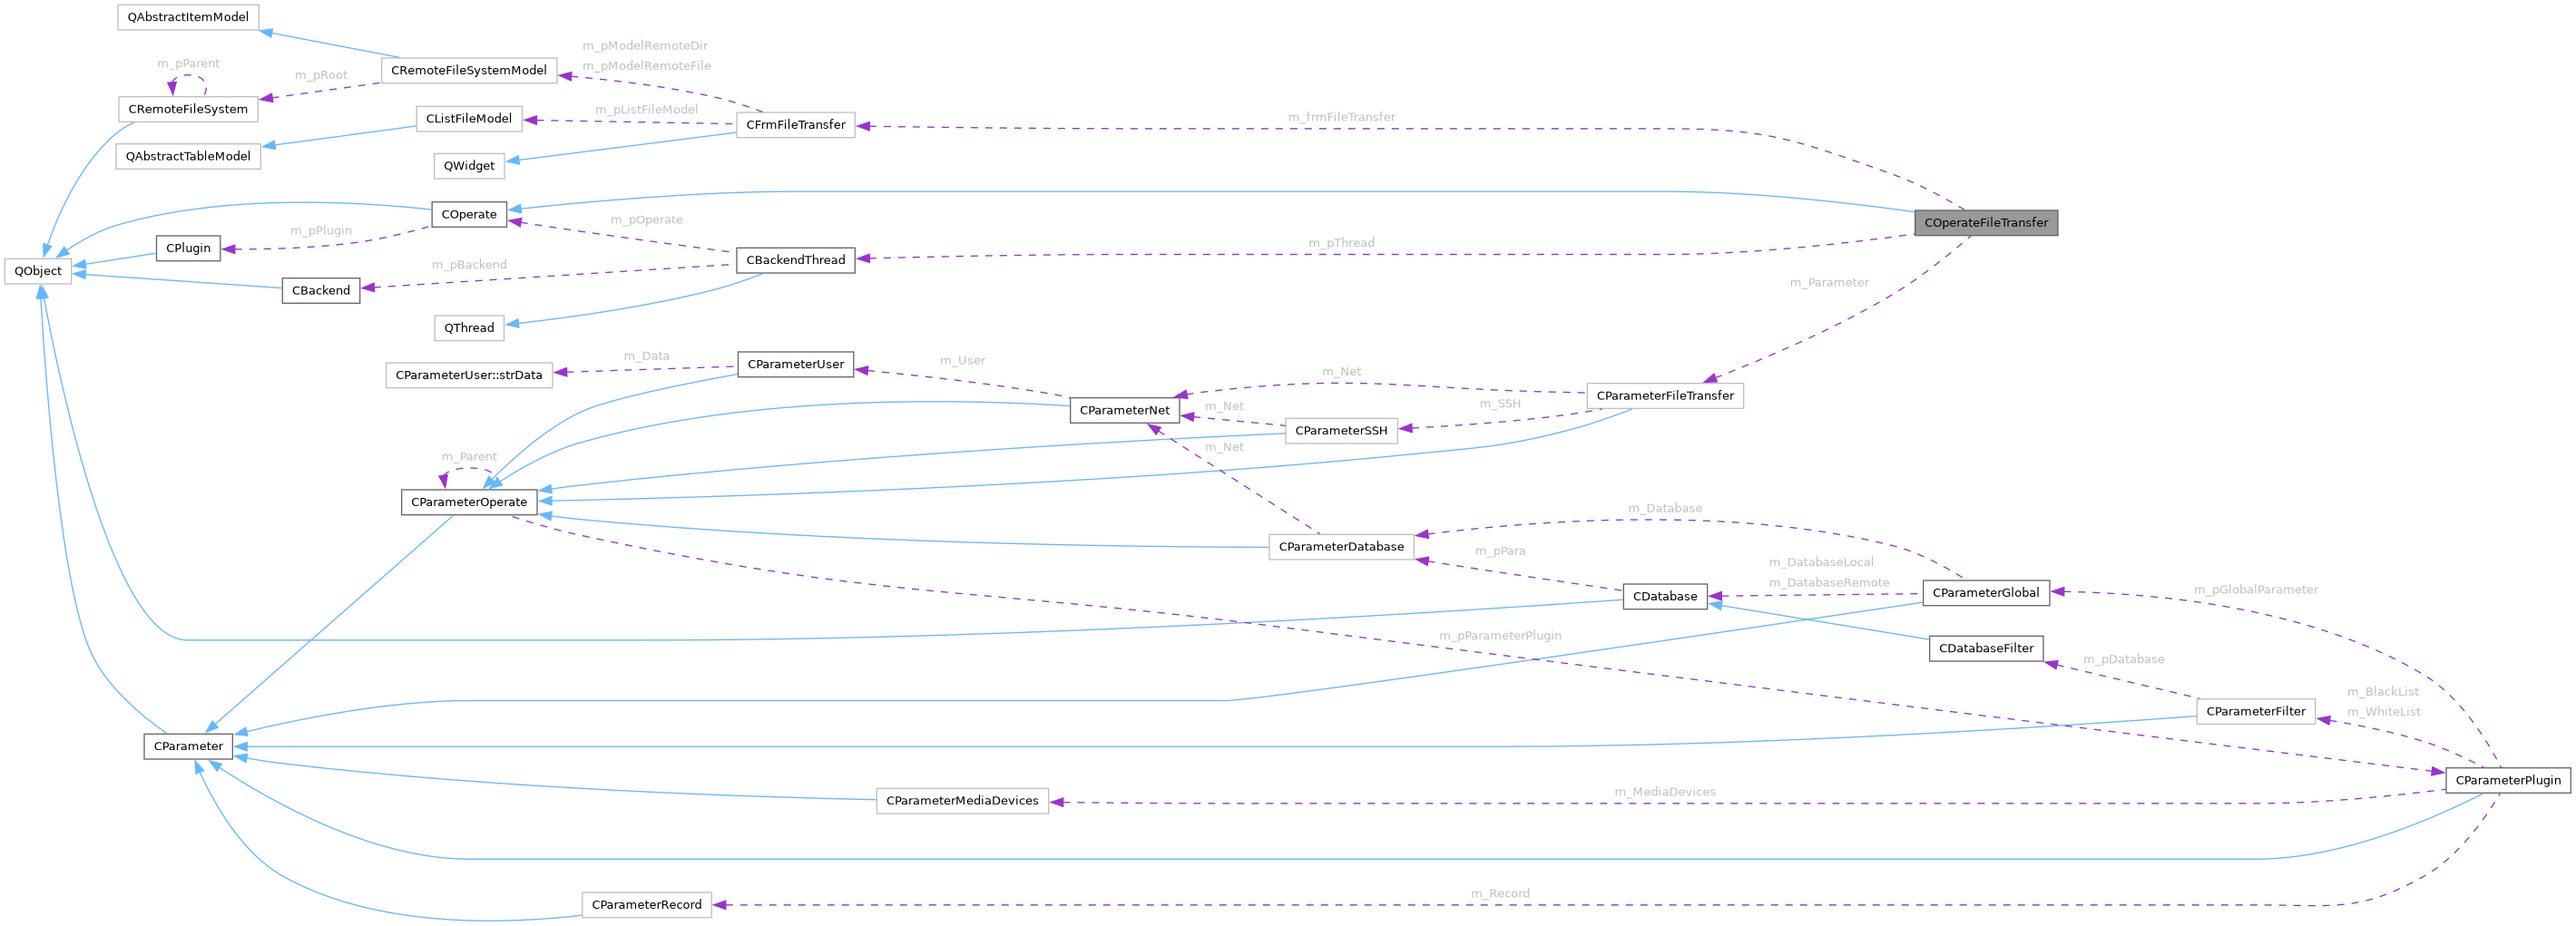 QAbstractItemModel
m_pModelRemoteDir
m_pParent
m_pRoot
CRemoteFileSystemModel
m_pModelRemoteFile
CRemoteFileSystem
CListFileModel
m_pListFileModel
CFrmFileTransfer
m_frmFileTransfer
QAbstractTableModel
QWidget
COperate
m_pOperate
COperateFileTransfer
m_pPlugin
CPlugin
m_pThread
QObject
m_pBackend
CBackendThread
CBackend
m_Parameter
QThread
m_Data
CParameterUser
m_User
CParameterUser::strData
m_Net
CParameterFileTransfer
CParameterNet
m_Net
m_SSH
CParameterSSH
m_Parent
m_Net
CParameterOperate
m_Database
CParameterDatabase
m_pPara
m_DatabaseLocal
m_DatabaseRemote
CDatabase
CParameterGlobal
m_pGlobalParameter
m_pParameterPlugin
CDatabaseFilter
m_pDatabase
m_BlackList
m_WhiteList
CParameterFilter
CParameter
CParameterPlugin
CParameterMediaDevices
m_MediaDevices
CParameterRecord
m_Record